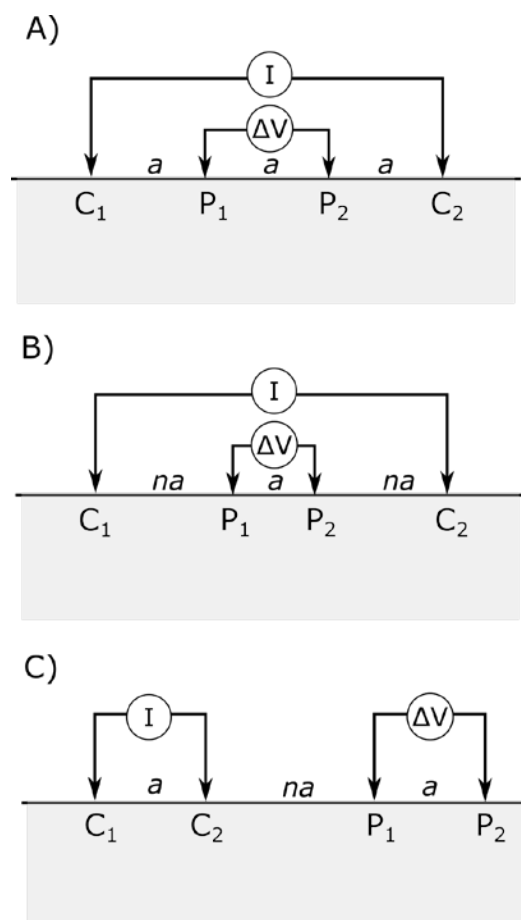 A)
I
ΔV
a a a
C₁ P₁ P₂ C₂
B)
I
ΔV
na a na
C₁ P₁ P₂ C₂
C)
I ΔV
a na a
C₁ C₂ P₁ P₂